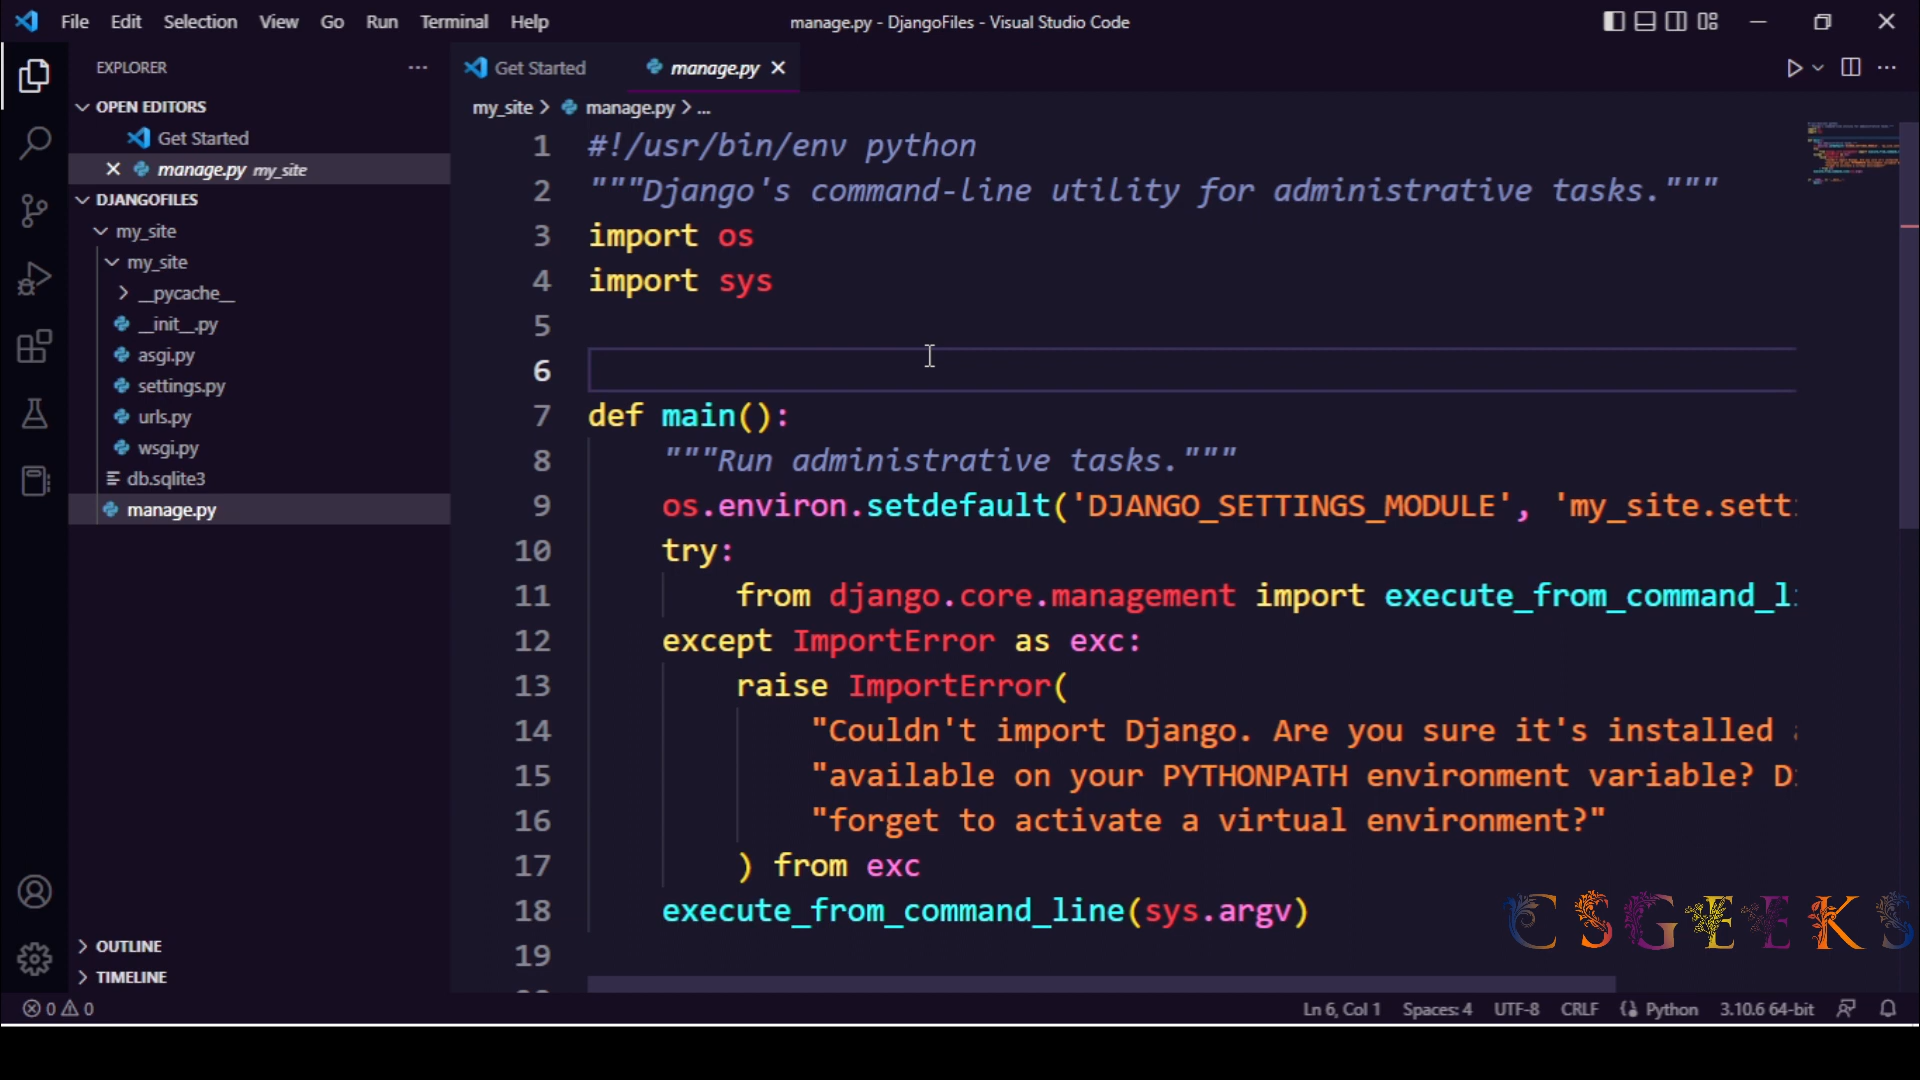 File Edit Selection View Go Run Terminal Help
manage.py - DjangoFiles - Visual Studio Code
EXPLORER
OPEN EDITORS
Get Started
manage.py my_site
DJANGOFILES
my_site
my_site
__pycache__
__init__.py
asgi.py
settings.py
urls.py
wsgi.py
db.sqlite3
manage.py
OUTLINE
TIMELINE
Get Started manage.py
my_site > manage.py > ...
1 #!/usr/bin/env python
2 """Django's command-line utility for administrative tasks."""
3 import os
4 import sys
5
6
7 def main():
8 """Run administrative tasks."""
9 os.environ.setdefault('DJANGO_SETTINGS_MODULE', 'my_site.sett
10 try:
11 from django.core.management import execute_from_command_l
12 except ImportError as exc:
13 raise ImportError(
14 "Couldn't import Django. Are you sure it's installed
15 "available on your PYTHONPATH environment variable? D
16 "forget to activate a virtual environment?"
17 ) from exc
18 execute_from_command_line(sys.argv)
19
CSGEEKS
0 0
Ln 6, Col 1 Spaces: 4 UTF-8 CRLF Python 3.10.6 64-bit